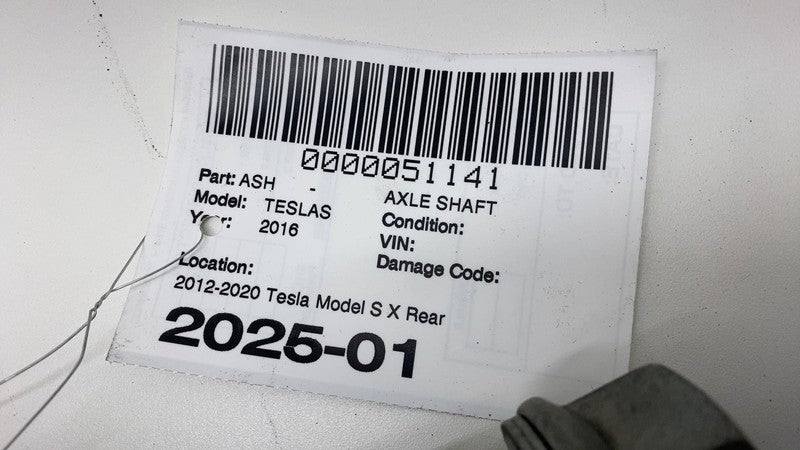 0000051141
Part: ASH - AXLE SHAFT
Model: TESLAS Condition:
Year: 2016 VIN:
Damage Code:
Location:
2012-2020 Tesla Model S X Rear
2025-01